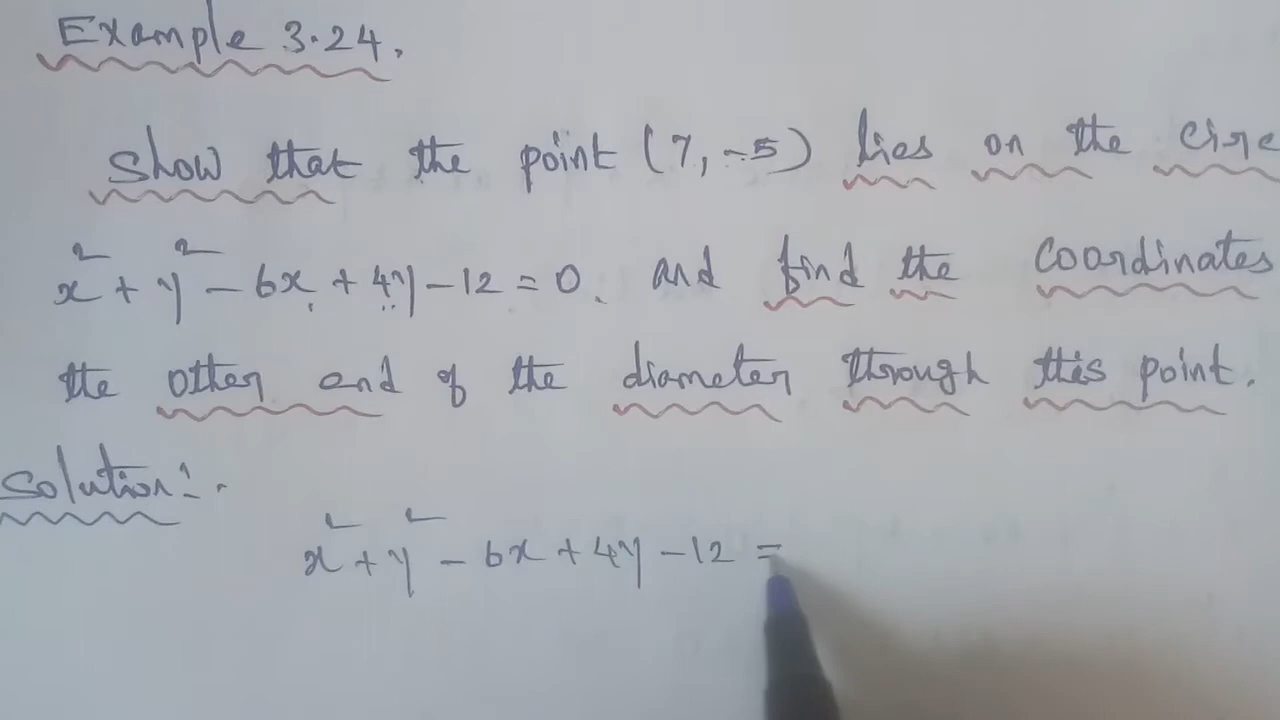 Example 3.24.
Show that the point (7, -5) lies on the circ
x² + y² - 6x + 4y - 12 = 0. and find the coordinates
the other end of the diameter through this point.
Solution:-
x² + y² - 6x + 4y - 12 =